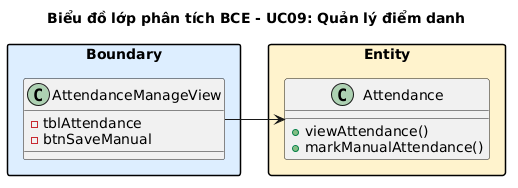 Biểu đồ lớp phân tích BCE - UC09: Quản lý điểm danh
Boundary
C AttendanceManageView
tblAttendance
btnSaveManual
Entity
C Attendance
viewAttendance()
markManualAttendance()